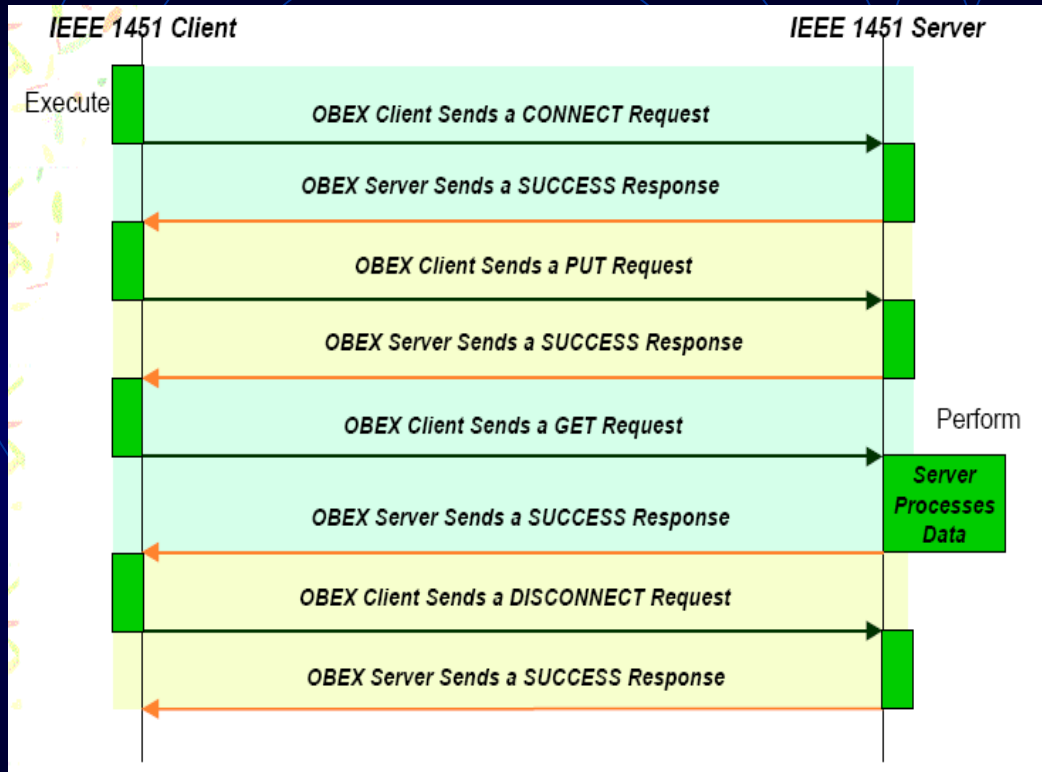 IEEE 1451 Client
IEEE 1451 Server
Execute
OBEX Client Sends a CONNECT Request
OBEX Server Sends a SUCCESS Response
OBEX Client Sends a PUT Request
OBEX Server Sends a SUCCESS Response
OBEX Client Sends a GET Request
Perform
Server
Processes
Data
OBEX Server Sends a SUCCESS Response
OBEX Client Sends a DISCONNECT Request
OBEX Server Sends a SUCCESS Response